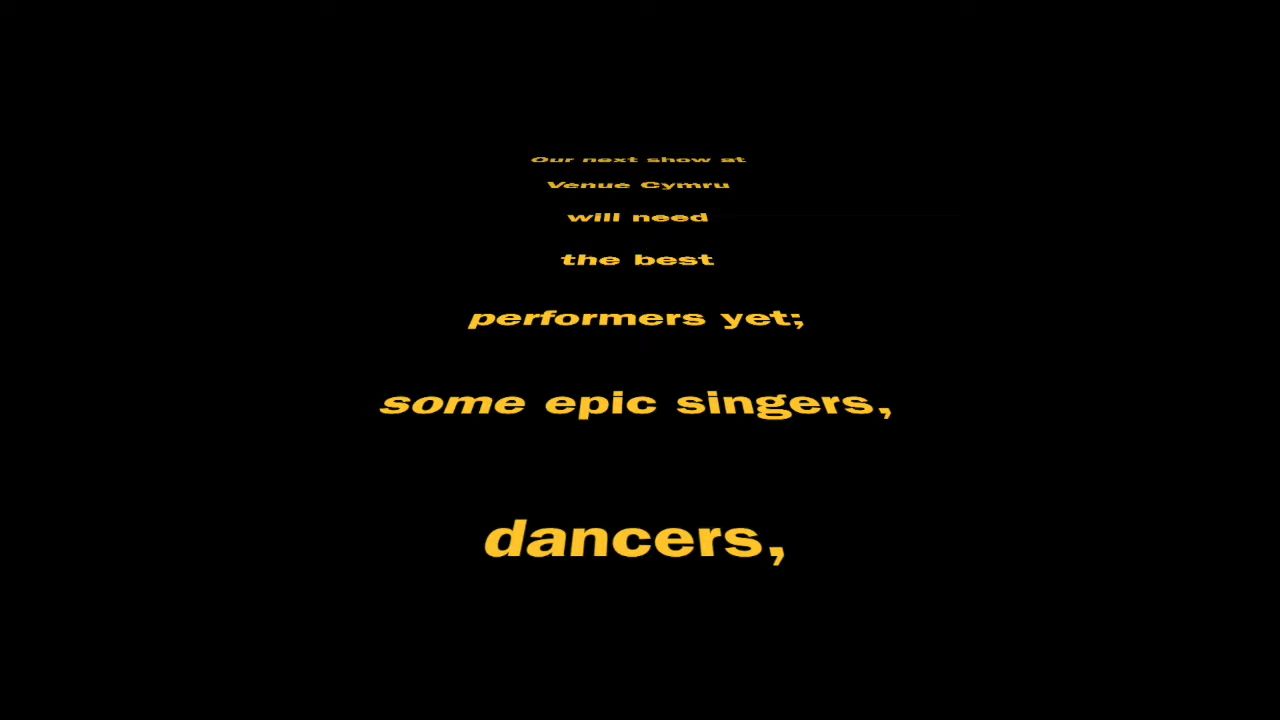 Our next show at
Venue Cymru
will need
the best
performers yet;
some epic singers,
dancers,